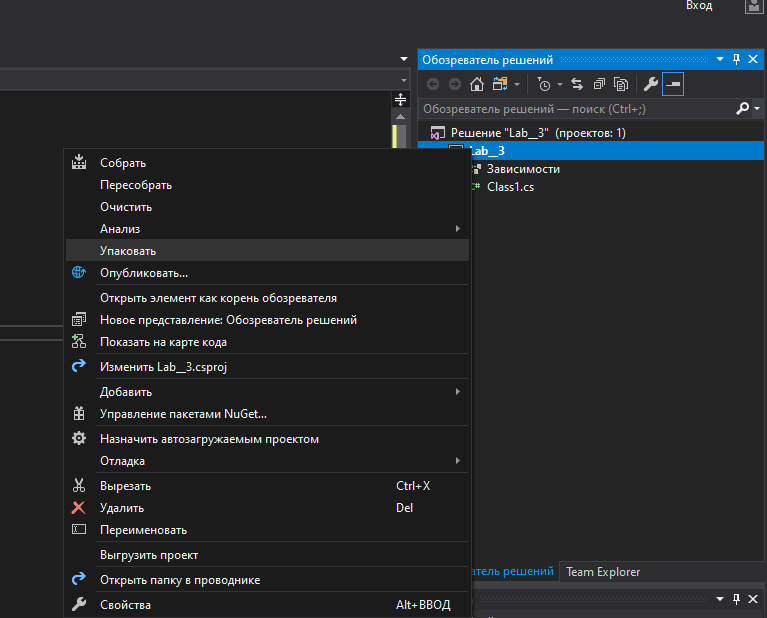 Вход
Обозреватель решений
Обозреватель решений — поиск (Ctrl+;)
Решение "Lab__3" (проектов: 1)
Lab__3
Зависимости
Class1.cs
Собрать
Пересобрать
Очистить
Анализ
Упаковать
Опубликовать...
Открыть элемент как корень обозревателя
Новое представление: Обозреватель решений
Показать на карте кода
Изменить Lab__3.csproj
Добавить
Управление пакетами NuGet...
Назначить автозагружаемым проектом
Отладка
Вырезать Ctrl+X
Удалить Del
Переименовать
Выгрузить проект
Открыть папку в проводнике
Свойства Alt+ВВОД
решений Team Explorer